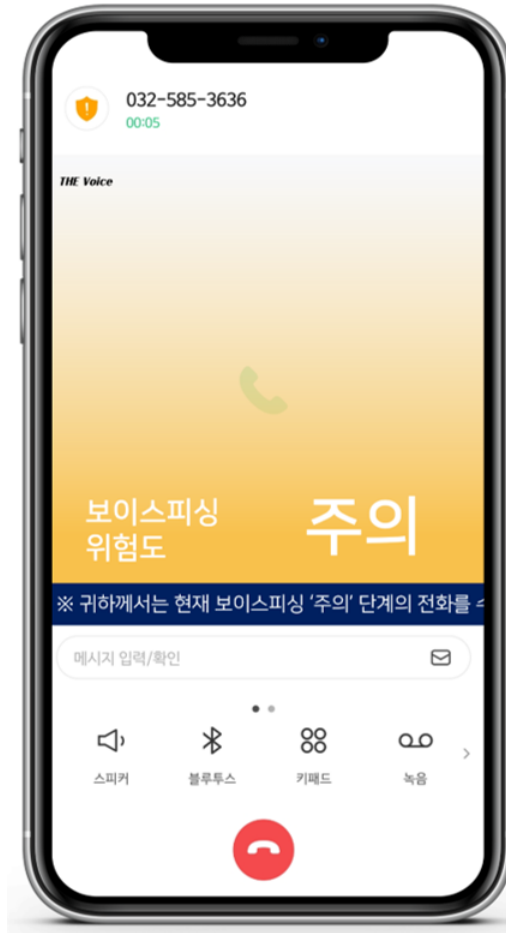 032-585-3636
00:05
THE Voice
보이스피싱
위험도
주의
※ 귀하께서는 현재 보이스피싱 '주의' 단계의 전화를
메시지 입력/확인
스피커
블루투스
키패드
녹음